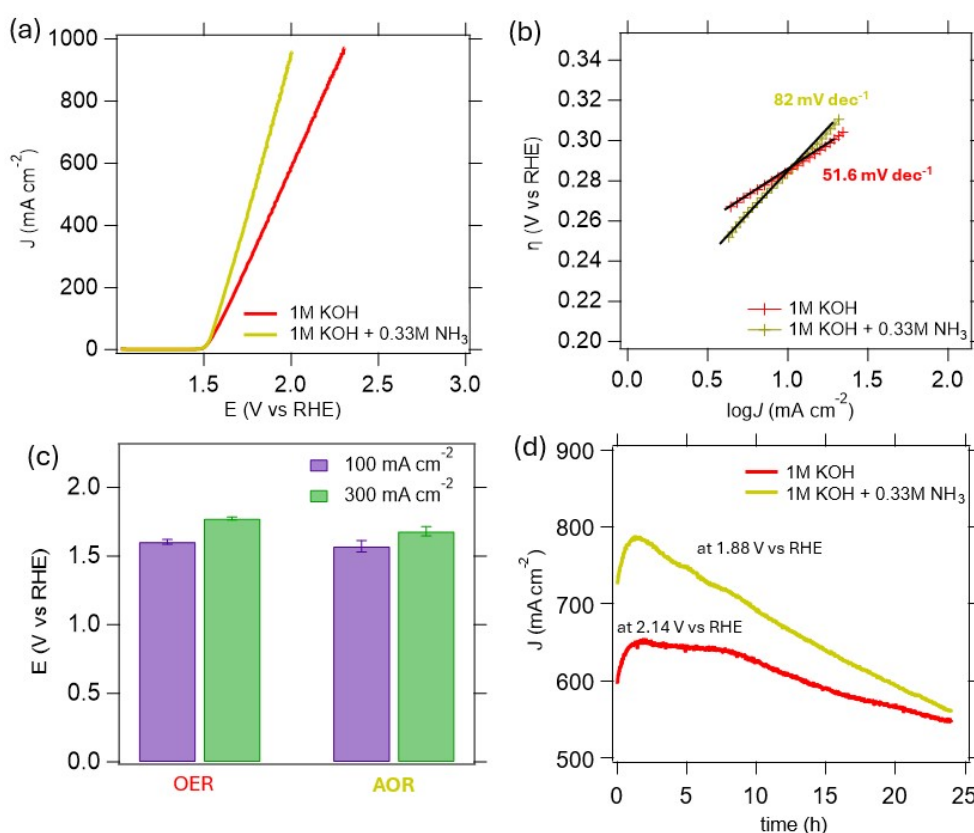 (a)
1000
800
600
400
200
0
J (mA cm⁻²)
1M KOH
1M KOH + 0.33M NH₃
1.5 2.0 2.5 3.0
E (V vs RHE)
(b)
0.34
0.32
0.30
0.28
0.26
0.24
0.22
0.20
η (V vs RHE)
82 mV dec⁻¹
51.6 mV dec⁻¹
1M KOH
1M KOH + 0.33M NH₃
0.0 0.5 1.0 1.5 2.0
logJ (mA cm⁻²)
(c)
2.0
1.5
1.0
0.5
0.0
E (V vs RHE)
100 mA cm⁻²
300 mA cm⁻²
OER AOR
(d)
900
800
700
600
500
J (mA cm⁻²)
1M KOH
1M KOH + 0.33M NH₃
at 1.88 V vs RHE
at 2.14 V vs RHE
0 5 10 15 20 25
time (h)